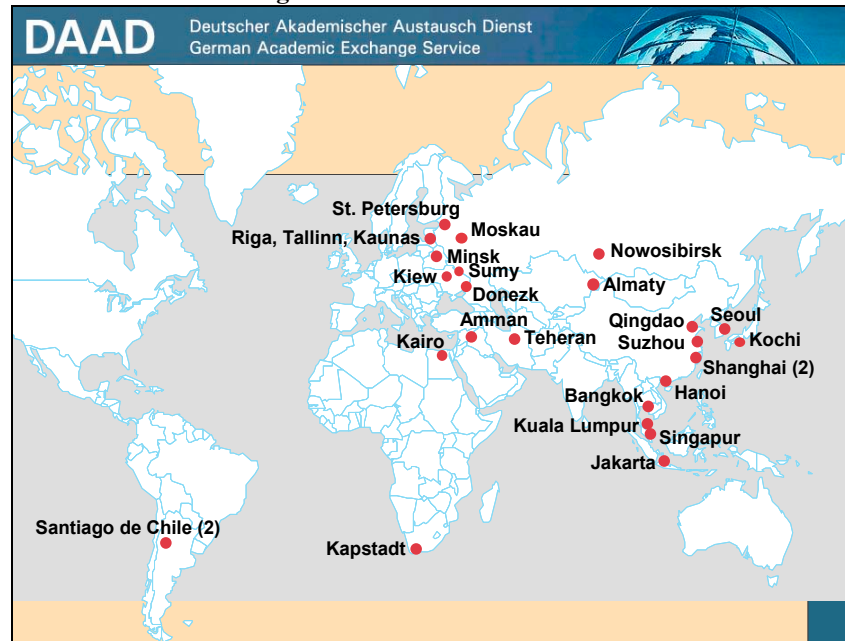 DAAD
Deutscher Akademischer Austausch Dienst
German Academic Exchange Service
St. Petersburg
Riga, Tallinn, Kaunas
Moskau
Minsk
Nowosibirsk
Kiew
Sumy
Donezk
Almaty
Amman
Qingdao
Seoul
Kairo
Teheran
Suzhou
Kochi
Shanghai (2)
Bangkok
Hanoi
Kuala Lumpur
Singapur
Jakarta
Santiago de Chile (2)
Kapstadt